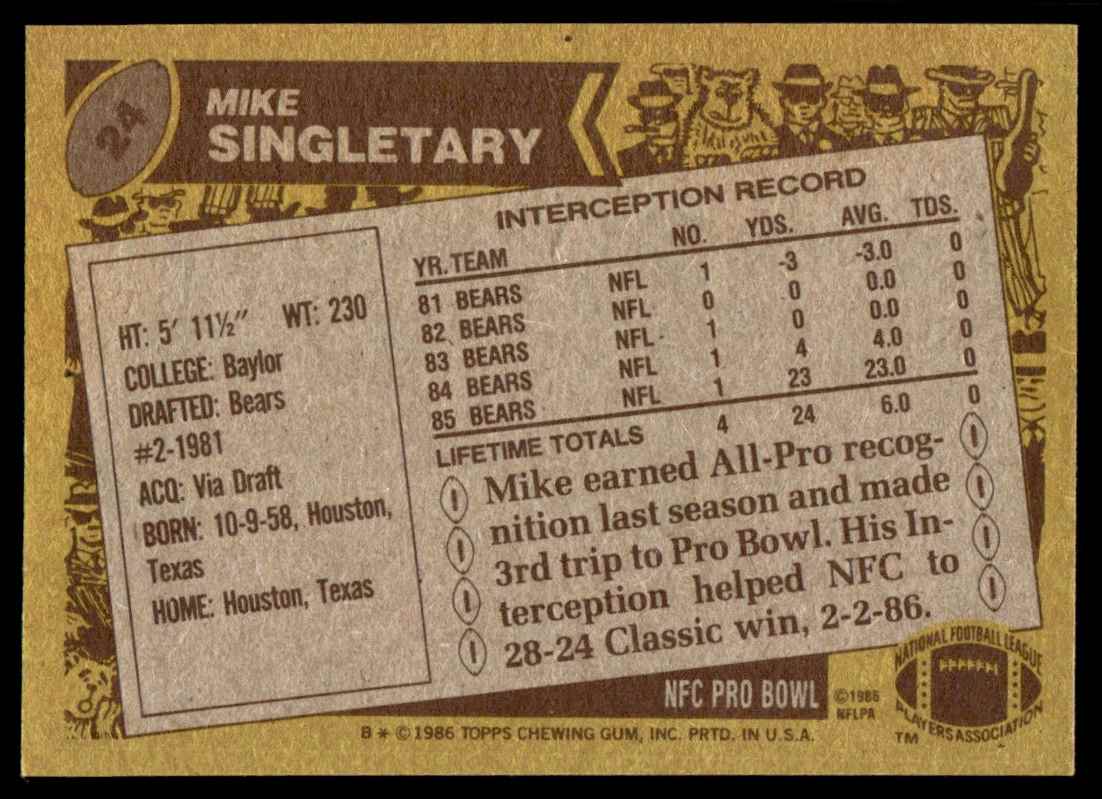 24
MIKE
SINGLETARY
INTERCEPTION RECORD
YR. TEAM NO. YDS. AVG. TDS.
81 BEARS NFL 1 -3 -3.0 0
82 BEARS NFL 0 0 0.0 0
83 BEARS NFL 1 0 0.0 0
84 BEARS NFL 1 4 4.0 0
85 BEARS NFL 1 23 23.0 0
LIFETIME TOTALS 4 24 6.0 0
HT: 5' 11½" WT: 230
COLLEGE: Baylor
DRAFTED: Bears
#2-1981
ACQ: Via Draft
BORN: 10-9-58, Houston,
Texas
HOME: Houston, Texas
Mike earned All-Pro recog-
nition last season and made
3rd trip to Pro Bowl. His In-
terception helped NFC to
28-24 Classic win, 2-2-86.
NFC PRO BOWL
©1986
NFLPA
NATIONAL FOOTBALL LEAGUE
PLAYERS ASSOCIATION
TM
B * © 1986 TOPPS CHEWING GUM, INC. PRTD. IN U.S.A.